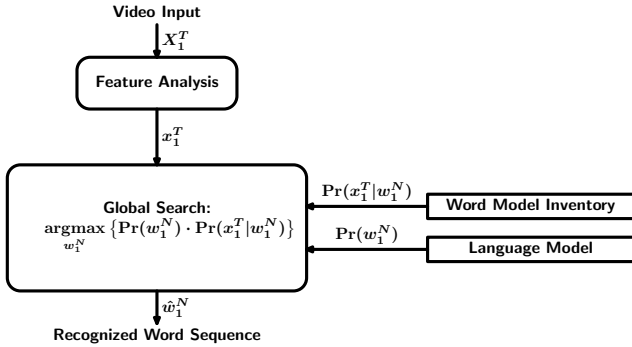 Video Input
X_1^T
Feature Analysis
x_1^T
Global Search:
argmax {Pr(w_1^N) · Pr(x_1^T|w_1^N)}
w_1^N
Pr(x_1^T|w_1^N)
Word Model Inventory
Pr(w_1^N)
Language Model
ŵ_1^N
Recognized Word Sequence